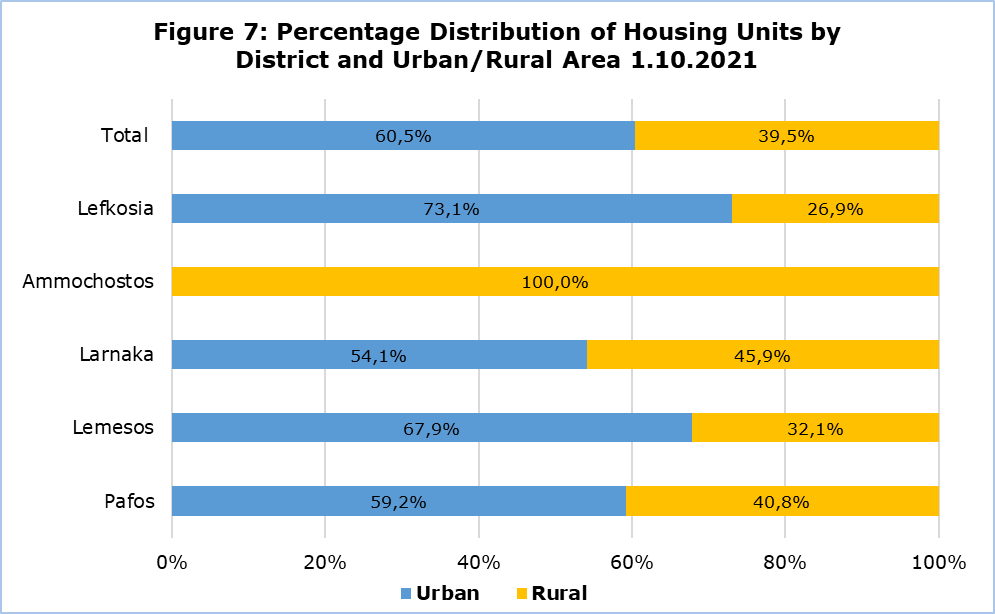 Figure 7: Percentage Distribution of Housing Units by
District and Urban/Rural Area 1.10.2021
Total 60,5% 39,5%
Lefkosia 73,1% 26,9%
Ammochostos 100,0%
Larnaka 54,1% 45,9%
Lemesos 67,9% 32,1%
Pafos 59,2% 40,8%
0% 20% 40% 60% 80% 100%
Urban Rural